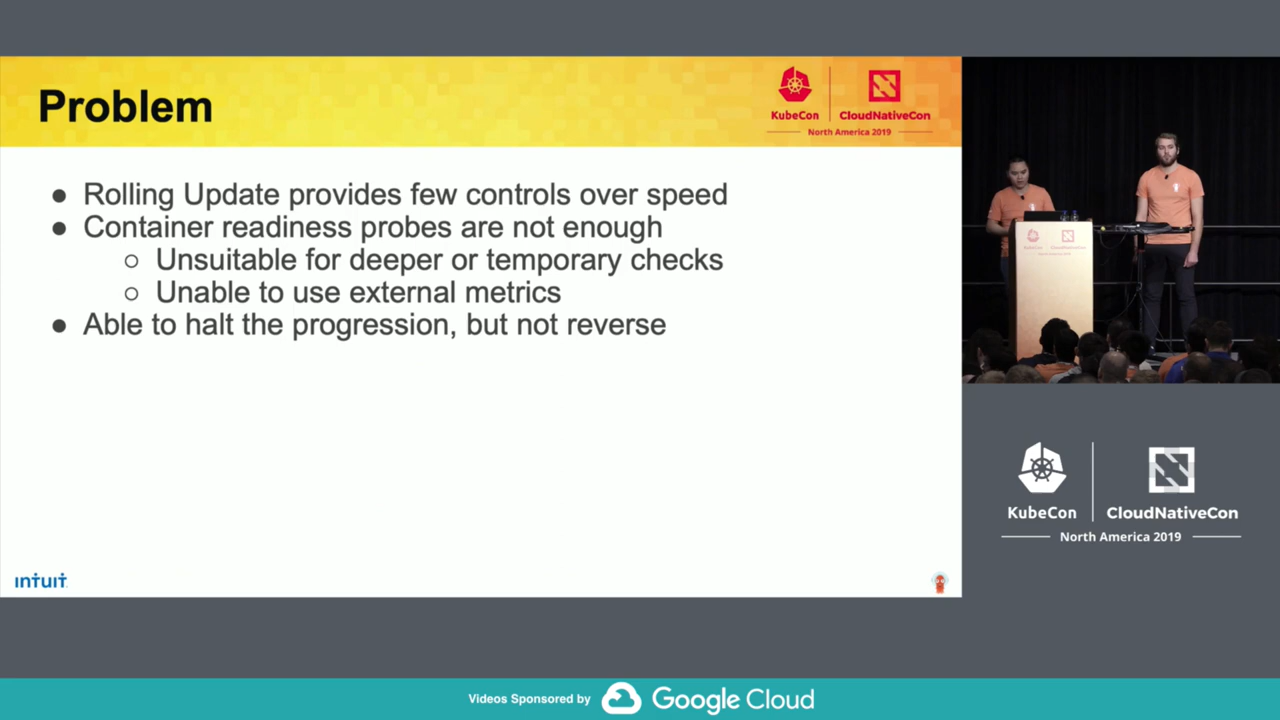 Problem
KubeCon
CloudNativeCon
North America 2019
● Rolling Update provides few controls over speed
● Container readiness probes are not enough
○ Unsuitable for deeper or temporary checks
○ Unable to use external metrics
● Able to halt the progression, but not reverse
ıntuıt
KubeCon
CloudNativeCon
North America 2019
Videos Sponsored by Google Cloud